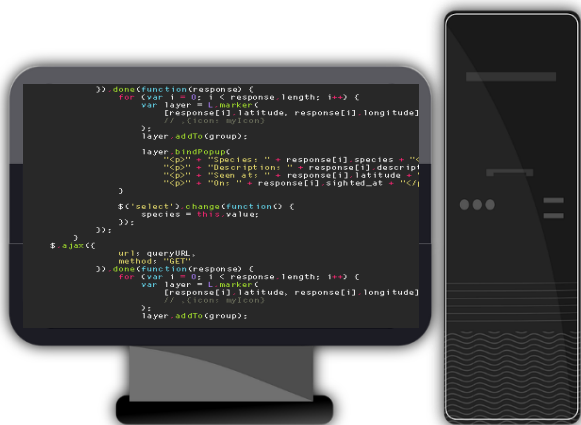 }).done(function(response) {
for (var i = 0; i < response.length; i++) {
var layer = L.marker(
[response[i].latitude, response[i].longitude]
// ,{icon: myIcon}
);
layer.addTo(group);
layer.bindPopup(
"<p>" + "Species: " + response[i].species + "<
"<p>" + "Description: " + response[i].descript
"<p>" + "Seen at: " + response[i].latitude + "
"<p>" + "On: " + response[i].sighted_at + "</p
}
$('select').change(function() {
species = this.value;
});
});
}
$.ajax({
url: queryURL,
method: "GET"
}).done(function(response) {
for (var i = 0; i < response.length; i++) {
var layer = L.marker(
[response[i].latitude, response[i].longitude]
// ,{icon: myIcon}
);
layer.addTo(group);